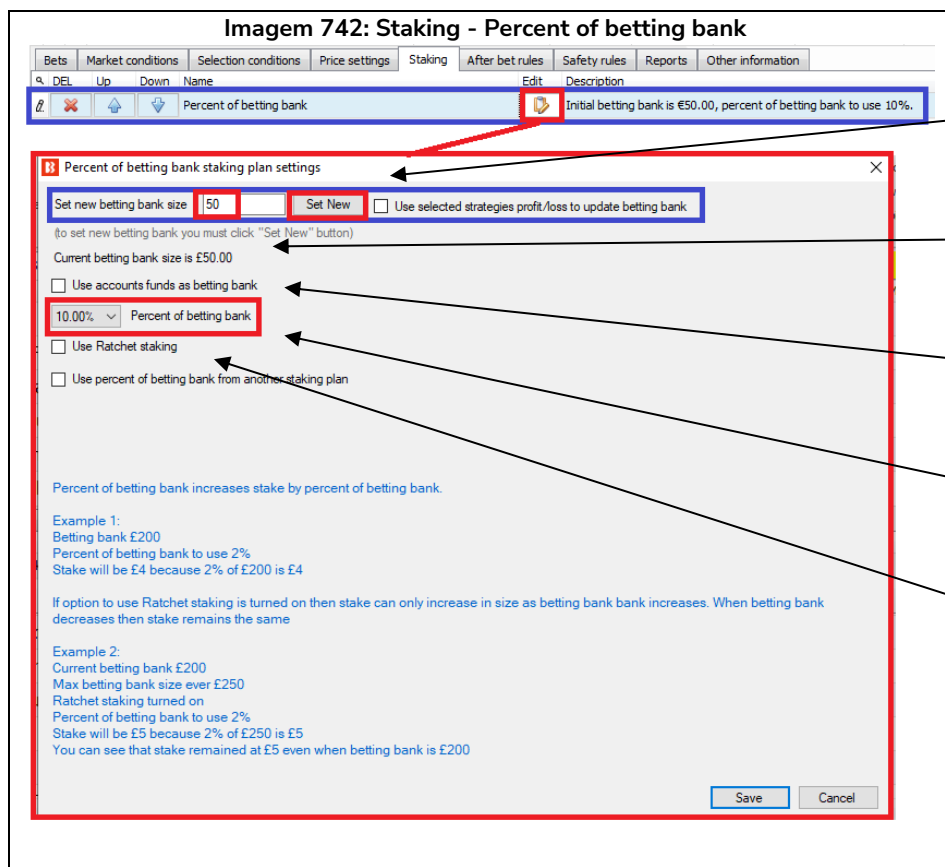 Imagem 742: Staking - Percent of betting bank
Bets Market conditions Selection conditions Price settings Staking After bet rules Safety rules Reports Other information
DEL Up Down Name Edit Description
Percent of betting bank Initial betting bank is €50.00, percent of betting bank to use 10%.
Percent of betting bank staking plan settings
Set new betting bank size 50 Set New Use selected strategies profit/loss to update betting bank
(to set new betting bank you must click "Set New" button)
Current betting bank size is £50.00
Use accounts funds as betting bank
10.00% Percent of betting bank
Use Ratchet staking
Use percent of betting bank from another staking plan
Percent of betting bank increases stake by percent of betting bank.
Example 1:
Betting bank £200
Percent of betting bank to use 2%
Stake will be £4 because 2% of £200 is £4
If option to use Ratchet staking is turned on then stake can only increase in size as betting bank bank increases. When betting bank
decreases then stake remains the same
Example 2:
Current betting bank £200
Max betting bank size ever £250
Ratchet staking turned on
Percent of betting bank to use 2%
Stake will be £5 because 2% of £250 is £5
You can see that stake remained at £5 even when betting bank is £200
Save Cancel